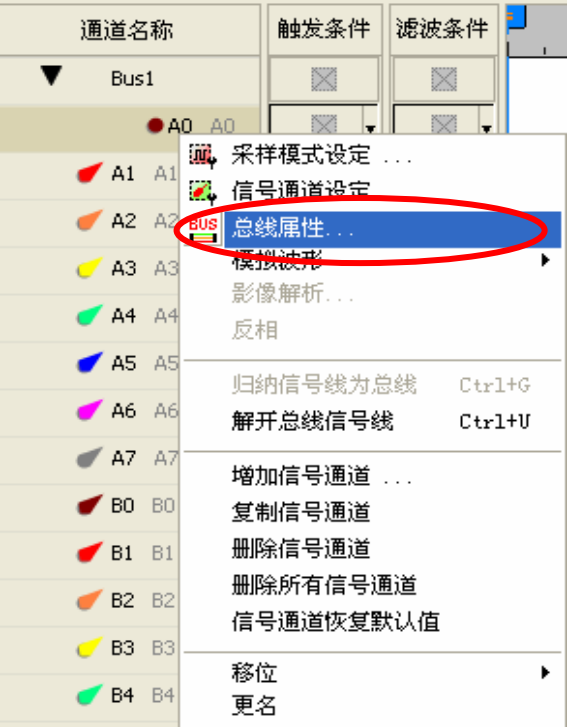 通道名称 触发条件 滤波条件
Bus1
A0 A0
采样模式设定 ...
A1 A1
信号通道设定
A2 A2
BUS 总线属性...
模拟波形
A3 A3
影像解析...
A4 A4
反相
A5 A5
归纳信号线为总线 Ctrl+G
A6 A6
解开总线信号线 Ctrl+U
A7 A7
增加信号通道 ...
B0 B0
复制信号通道
B1 B1
删除信号通道
B2 B2
删除所有信号通道
信号通道恢复默认值
B3 B3
移位
B4 B4
更名